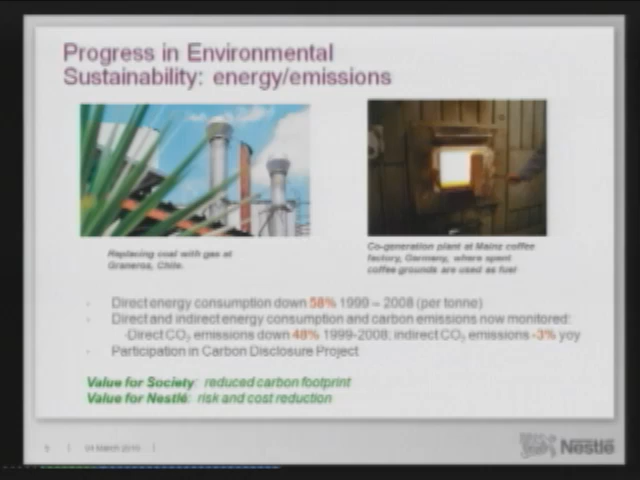 Progress in Environmental
Sustainability: energy/emissions
Replacing coal with gas at
Graneros, Chile.
Co-generation plant at Mainz coffee
factory, Germany, where spent
coffee grounds are used as fuel
Direct energy consumption down 58% 1999 – 2008 (per tonne)
Direct and indirect energy consumption and carbon emissions now monitored:
-Direct CO₂ emissions down 48% 1999-2008; indirect CO₂ emissions -3% yoy
Participation in Carbon Disclosure Project
Value for Society: reduced carbon footprint
Value for Nestlé: risk and cost reduction
March
Nestlé